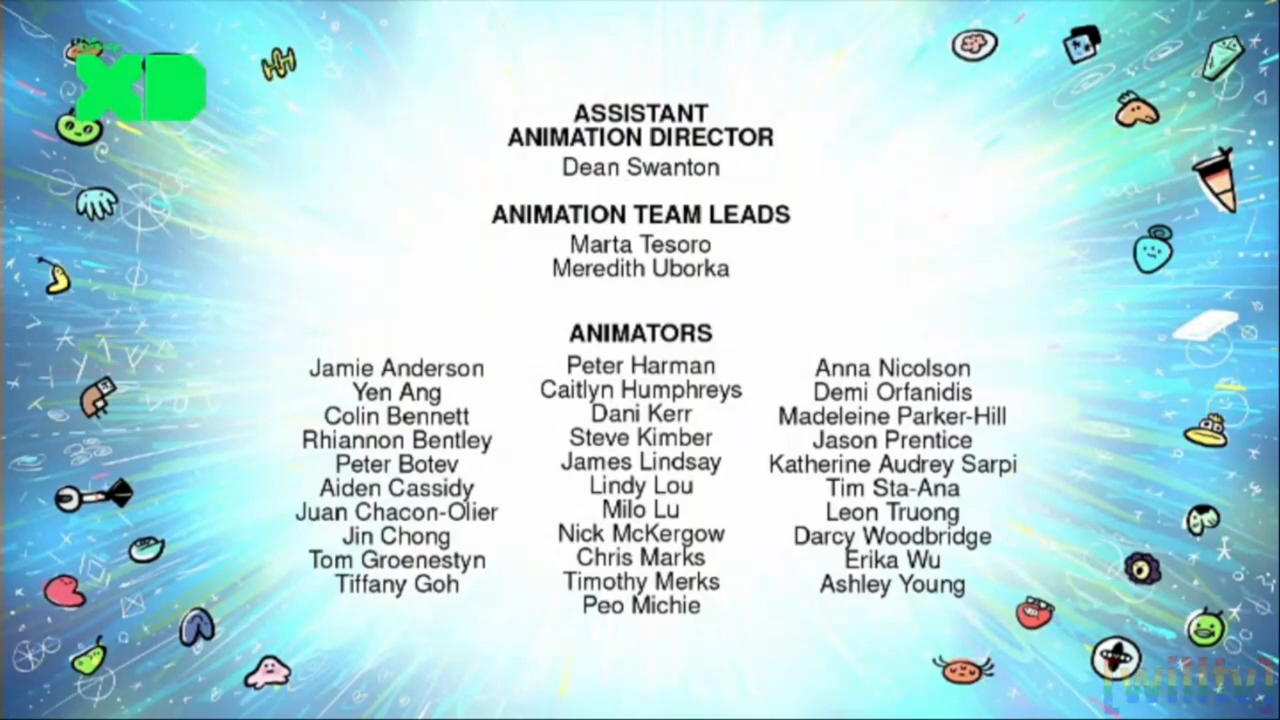 Disney
XD
ASSISTANT
ANIMATION DIRECTOR
Dean Swanton
ANIMATION TEAM LEADS
Marta Tesoro
Meredith Uborka
ANIMATORS
Jamie Anderson
Yen Ang
Colin Bennett
Rhiannon Bentley
Peter Botev
Aiden Cassidy
Juan Chacon-Olier
Jin Chong
Tom Groenestyn
Tiffany Goh
Peter Harman
Caitlyn Humphreys
Dani Kerr
Steve Kimber
James Lindsay
Lindy Lou
Milo Lu
Nick McKergow
Chris Marks
Timothy Merks
Peo Michie
Anna Nicolson
Demi Orfanidis
Madeleine Parker-Hill
Jason Prentice
Katherine Audrey Sarpi
Tim Sta-Ana
Leon Truong
Darcy Woodbridge
Erika Wu
Ashley Young
[willtv]